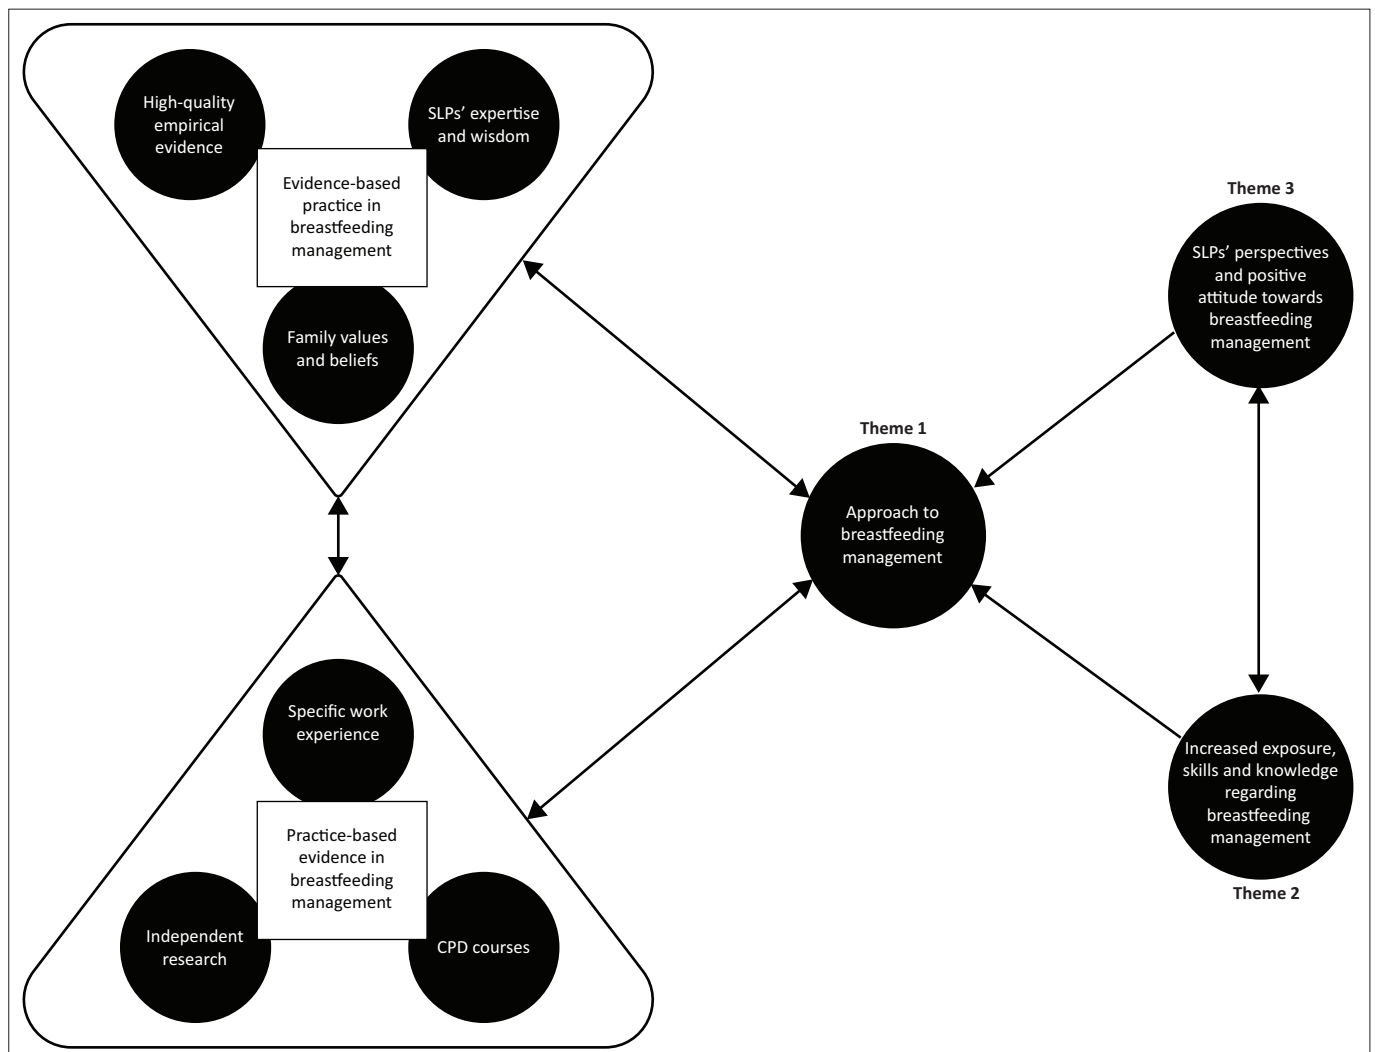 High-quality
empirical
evidence
SLPs’ expertise
and wisdom
Evidence-based
practice in
breastfeeding
management
Family values
and beliefs
Theme 3
SLPs’ perspectives
and positive
attitude towards
breastfeeding
management
Theme 1
Approach to
breastfeeding
management
Specific work
experience
Practice-based
evidence in
breastfeeding
management
Independent
research
CPD courses
Increased exposure,
skills and knowledge
regarding
breastfeeding
management
Theme 2